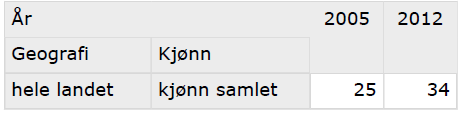 År 2005 2012
Geografi Kjønn
hele landet kjønn samlet 25 34